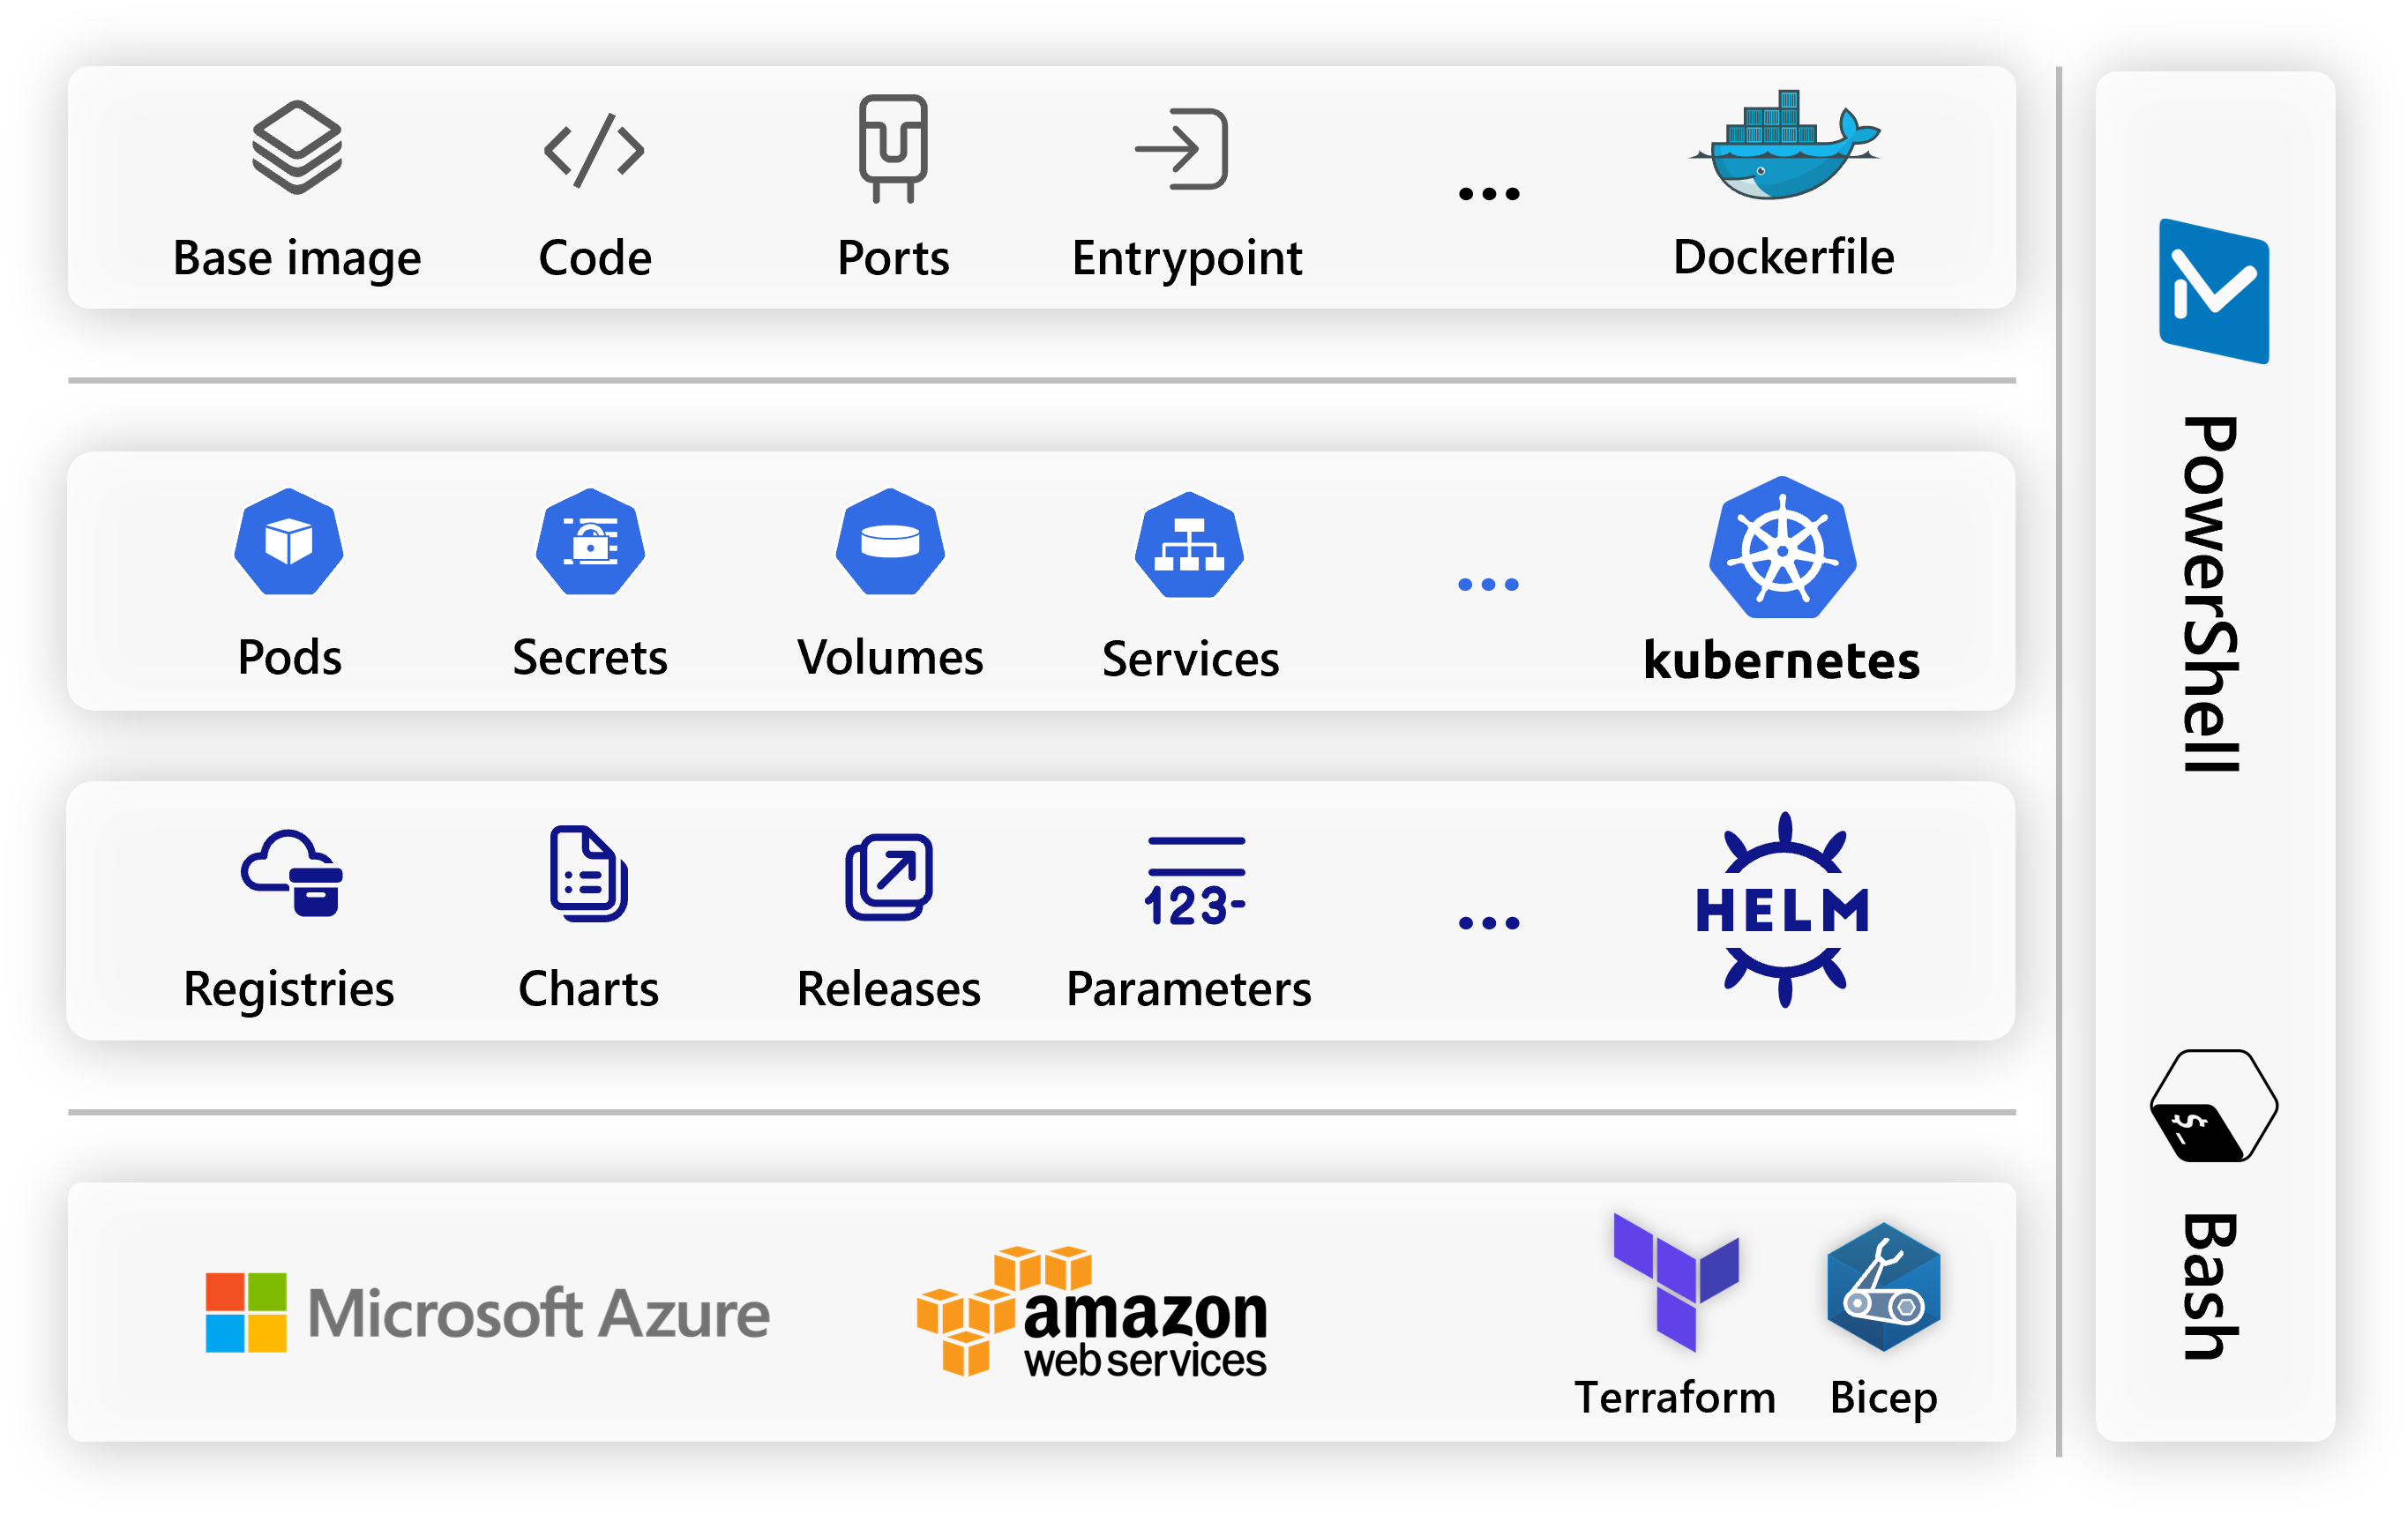 Base image
Code
Ports
Entrypoint
...
Dockerfile
Pods
Secrets
Volumes
Services
...
kubernetes
123-
Registries
Charts
Releases
Parameters
...
HELM
Microsoft Azure
amazon
web services
Terraform
Bicep
PowerShell
$_
Bash